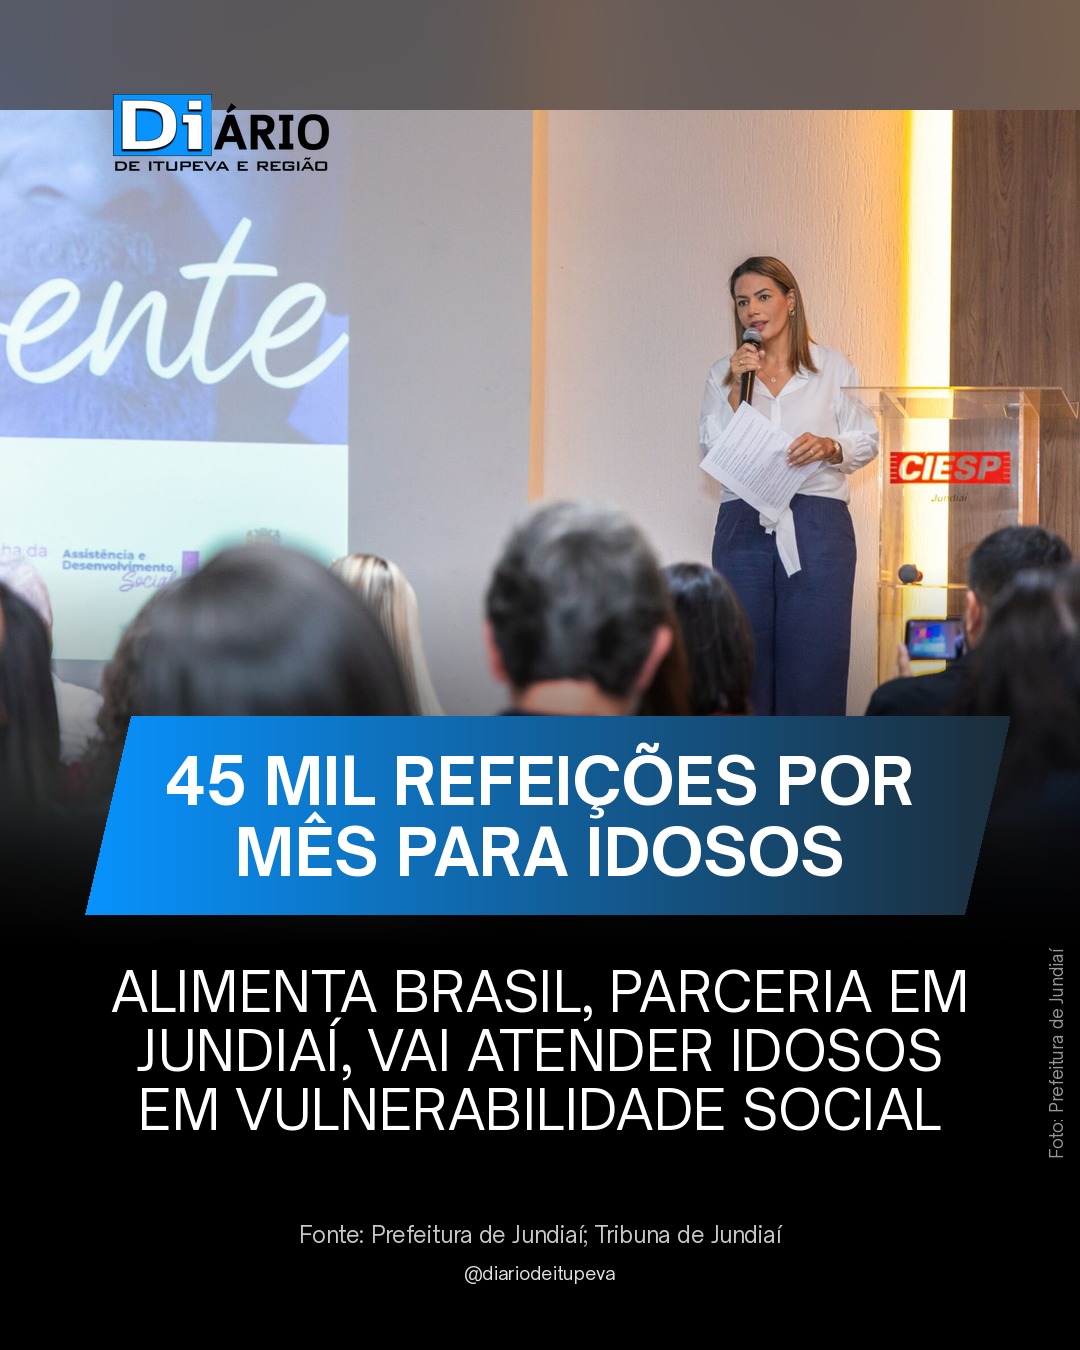 DiÁRIO
DE ITUPEVA E REGIÃO
ente
Assistência e
Desenvolvimento
Social
CIESP
Jundiaí
45 MIL REFEIÇÕES POR
MÊS PARA IDOSOS
ALIMENTA BRASIL, PARCERIA EM
JUNDIAÍ, VAI ATENDER IDOSOS
EM VULNERABILIDADE SOCIAL
Foto: Prefeitura de Jundiaí
Fonte: Prefeitura de Jundiaí; Tribuna de Jundiaí
@diariodeitupeva